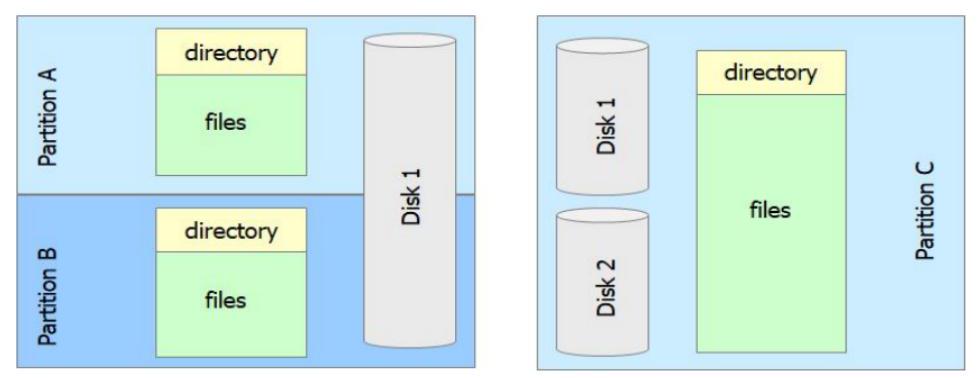 Partition A
directory
files
Disk 1
Partition B
directory
files
Disk 1
Disk 2
directory
files
Partition C